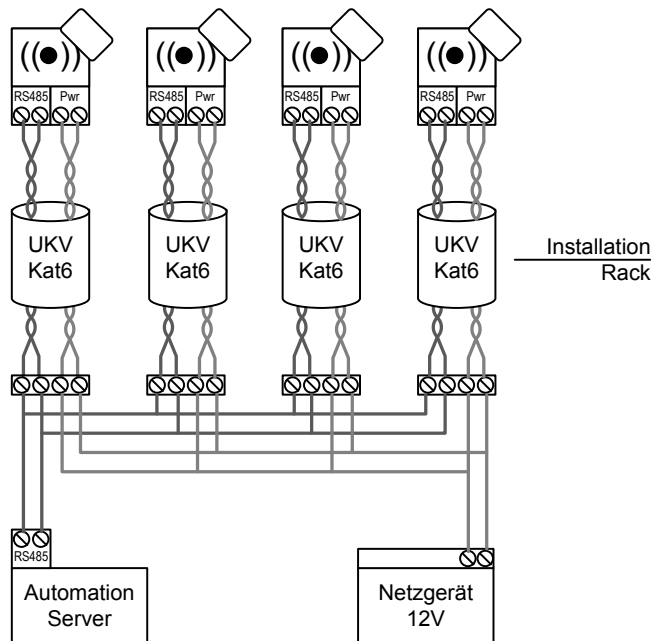 RS485 Pwr RS485 Pwr RS485 Pwr RS485 Pwr
UKV
Kat6
UKV
Kat6
UKV
Kat6
UKV
Kat6
Installation
Rack
RS485
Automation
Server
Netzgerät
12V